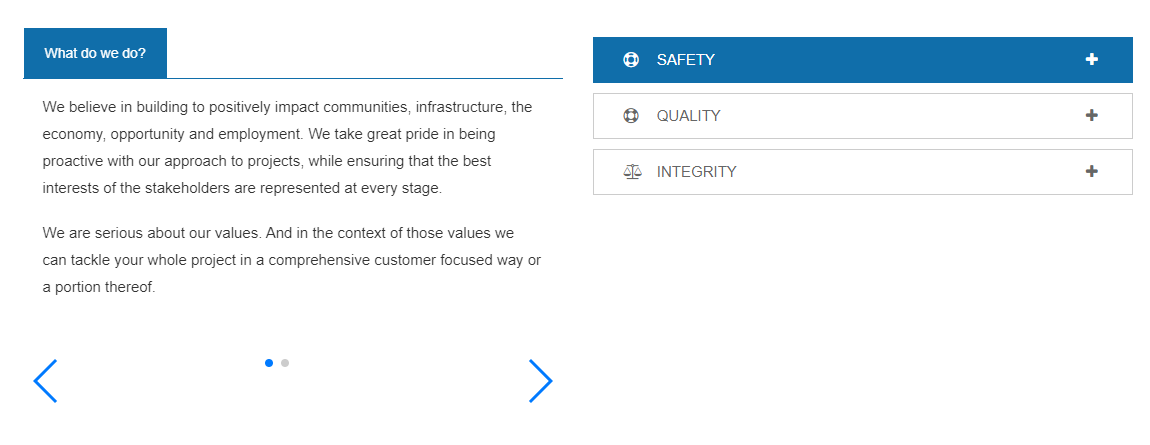 What do we do?
We believe in building to positively impact communities, infrastructure, the
economy, opportunity and employment. We take great pride in being
proactive with our approach to projects, while ensuring that the best
interests of the stakeholders are represented at every stage.
We are serious about our values. And in the context of those values we
can tackle your whole project in a comprehensive customer focused way or
a portion thereof.
SAFETY
QUALITY
INTEGRITY